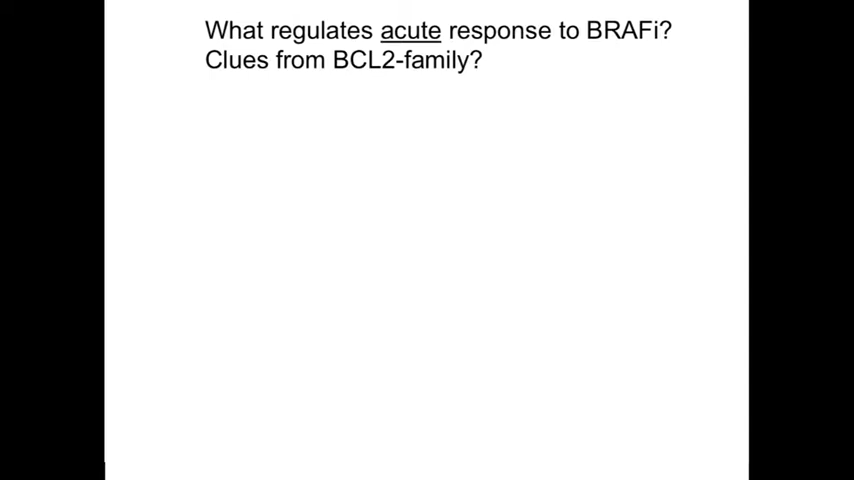 What regulates acute response to BRAFi?
Clues from BCL2-family?